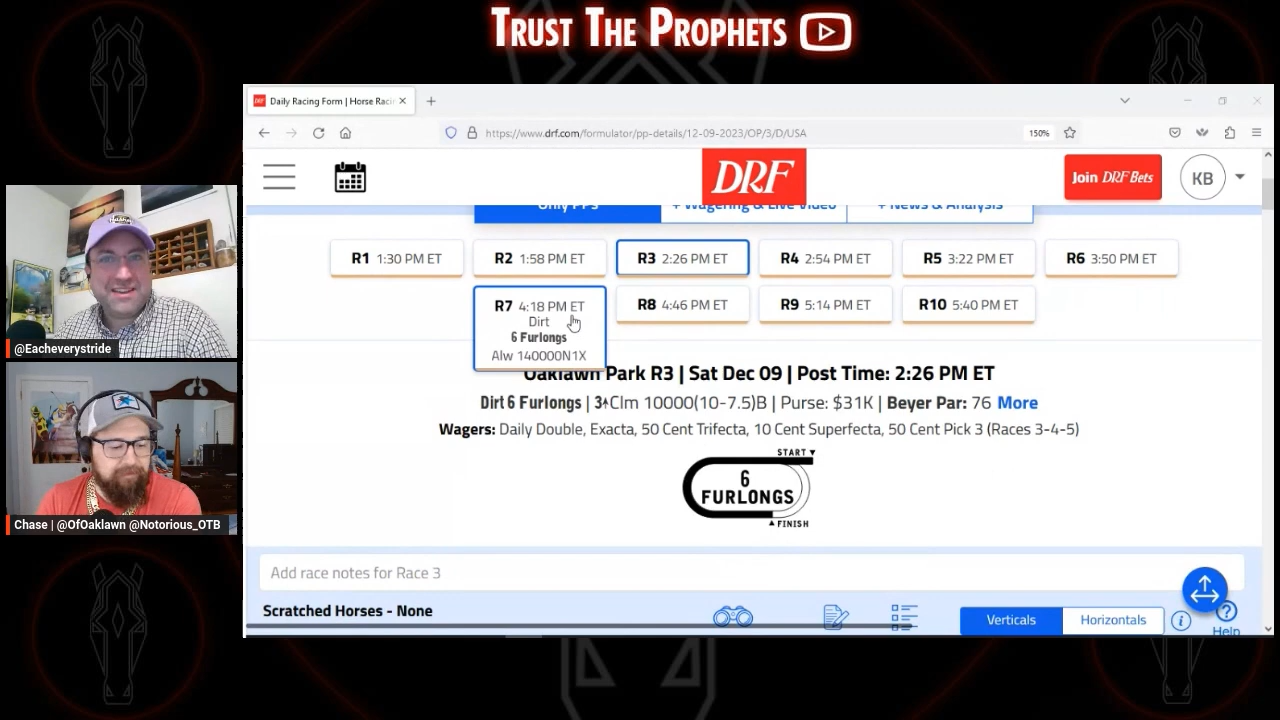 TRUST THE PROPHETS
DRF Daily Racing Form | Horse Raci
https://www.drf.com/formulator/pp-details/12-09-2023/OP/3/D/USA
150%
DRF
Join DRF Bets
KB
Only PPs
+ Wagering & Live Video
+ News & Analysis
R1 1:30 PM ET
R2 1:58 PM ET
R3 2:26 PM ET
R4 2:54 PM ET
R5 3:22 PM ET
R6 3:50 PM ET
R7 4:18 PM ET
Dirt
6 Furlongs
Alw 140000N1X
R8 4:46 PM ET
R9 5:14 PM ET
R10 5:40 PM ET
Oaklawn Park R3 | Sat Dec 09 | Post Time: 2:26 PM ET
Dirt 6 Furlongs | 3↑Clm 10000(10-7.5)B | Purse: $31K | Beyer Par: 76 More
Wagers: Daily Double, Exacta, 50 Cent Trifecta, 10 Cent Superfecta, 50 Cent Pick 3 (Races 3-4-5)
START
6
FURLONGS
FINISH
Add race notes for Race 3
Scratched Horses - None
Verticals
Horizontals
i
?
Help
@Eacheverystride
Chase | @OfOaklawn @Notorious_OTB